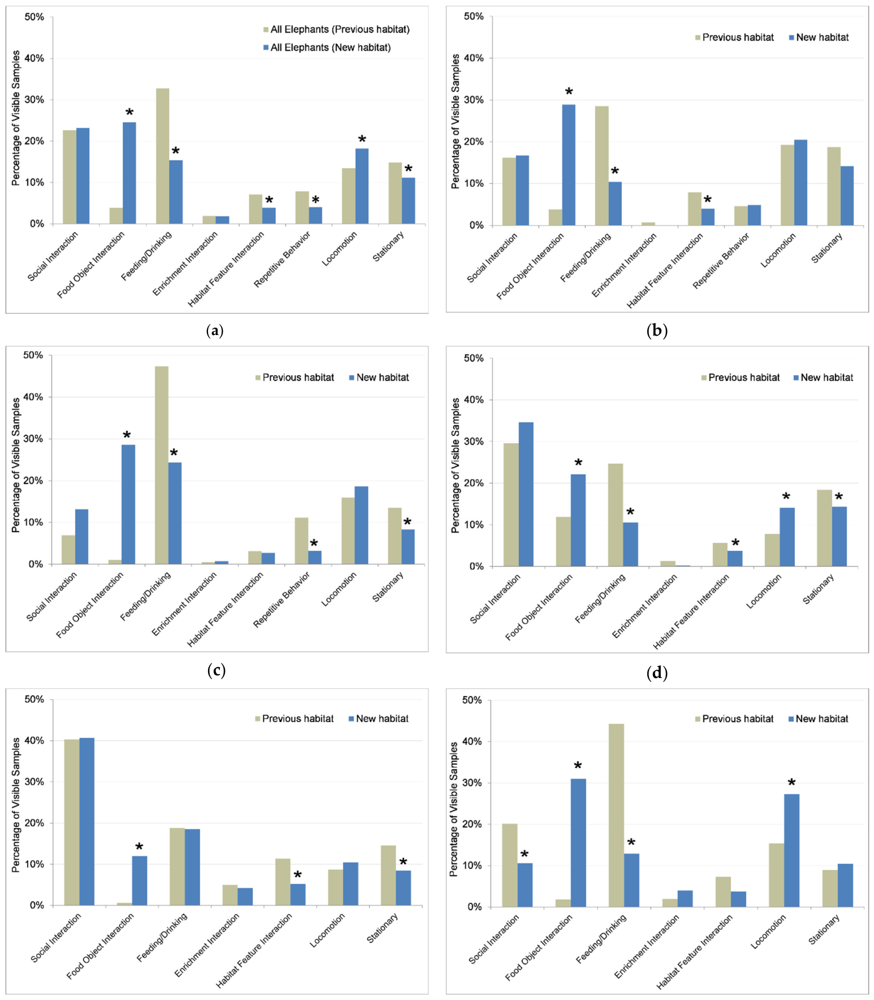 50%
40%
30%
20%
10%
0%
Percentage of Visible Samples
All Elephants (Previous habitat)
All Elephants (New habitat)
*
*
*
*
*
*
Social Interaction
Food Object Interaction
Feeding/Drinking
Enrichment Interaction
Habitat Feature Interaction
Repetitive Behavior
Locomotion
Stationary
(a)
50%
40%
30%
20%
10%
0%
Percentage of Visible Samples
Previous habitat
New habitat
*
*
*
Social Interaction
Food Object Interaction
Feeding/Drinking
Enrichment Interaction
Habitat Feature Interaction
Repetitive Behavior
Locomotion
Stationary
(b)
50%
40%
30%
20%
10%
0%
Percentage of Visible Samples
Previous habitat
New habitat
*
*
*
*
Social Interaction
Food Object Interaction
Feeding/Drinking
Enrichment Interaction
Habitat Feature Interaction
Repetitive Behavior
Locomotion
Stationary
(c)
50%
40%
30%
20%
10%
0%
Percentage of Visible Samples
Previous habitat
New habitat
*
*
*
*
*
Social Interaction
Food Object Interaction
Feeding/Drinking
Enrichment Interaction
Habitat Feature Interaction
Locomotion
Stationary
(d)
50%
40%
30%
20%
10%
0%
Percentage of Visible Samples
Previous habitat
New habitat
*
*
*
Social Interaction
Food Object Interaction
Feeding/Drinking
Enrichment Interaction
Habitat Feature Interaction
Locomotion
Stationary
50%
40%
30%
20%
10%
0%
Percentage of Visible Samples
Previous habitat
New habitat
*
*
*
*
Social Interaction
Food Object Interaction
Feeding/Drinking
Enrichment Interaction
Habitat Feature Interaction
Locomotion
Stationary